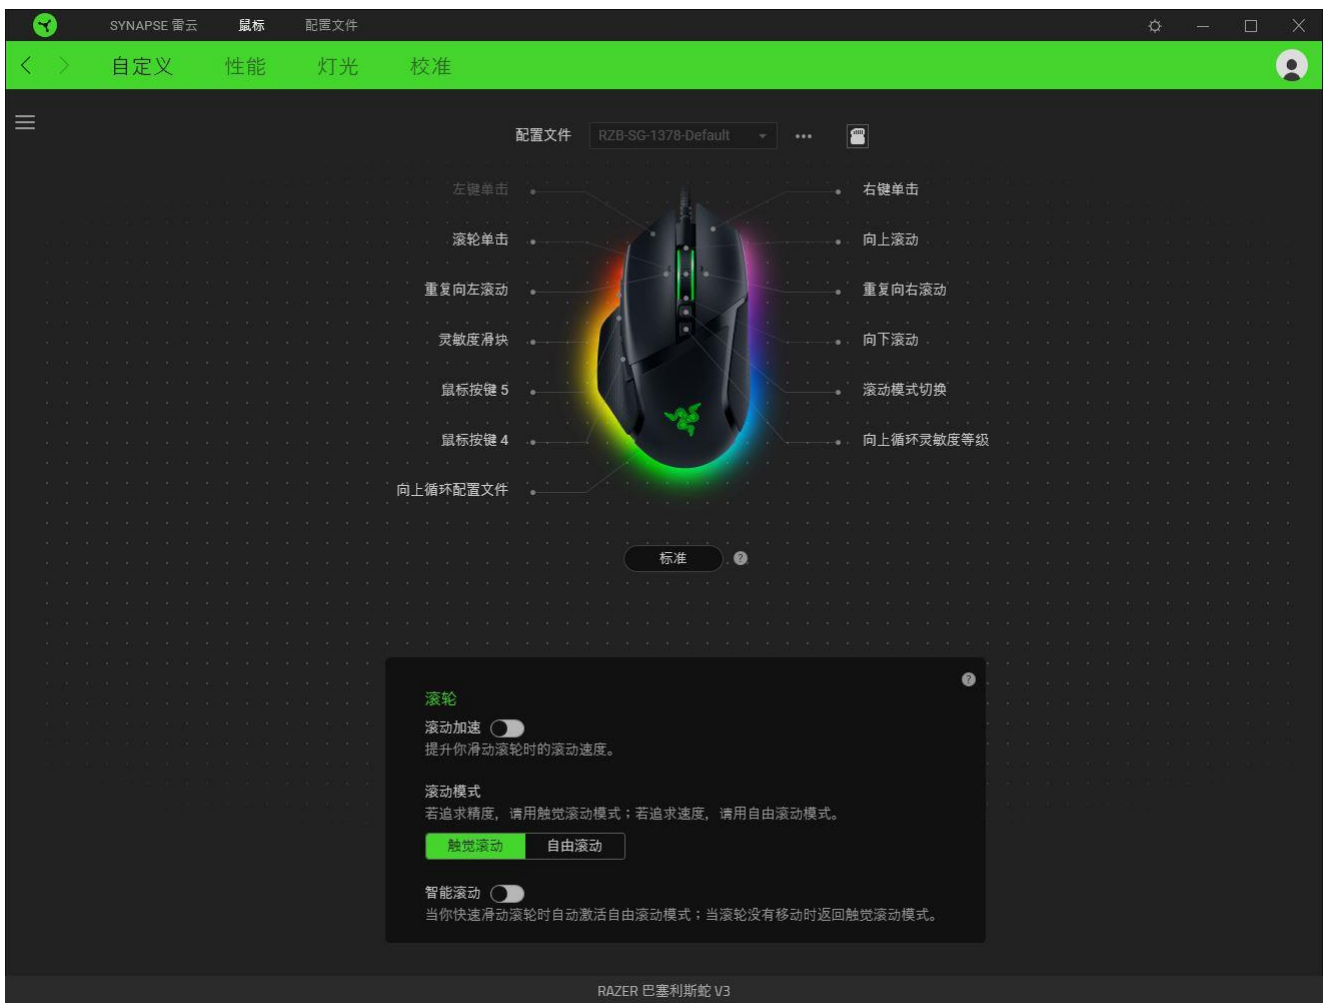 SYNAPSE 雷云 鼠标 配置文件
自定义 性能 灯光 校准
配置文件 RZB-SG-1378-Default
左键单击 右键单击
滚轮单击 向上滚动
重复向左滚动 重复向右滚动
灵敏度滑块 向下滚动
鼠标按键 5 滚动模式切换
鼠标按键 4 向上循环灵敏度等级
向上循环配置文件
标准 ?
?
滚轮
滚动加速
提升你滑动滚轮时的滚动速度。
滚动模式
若追求精度，请用触觉滚动模式；若追求速度，请用自由滚动模式。
触觉滚动 自由滚动
智能滚动
当你快速滑动滚轮时自动激活自由滚动模式；当滚轮没有移动时返回触觉滚动模式。
RAZER 巴塞利斯蛇 V3